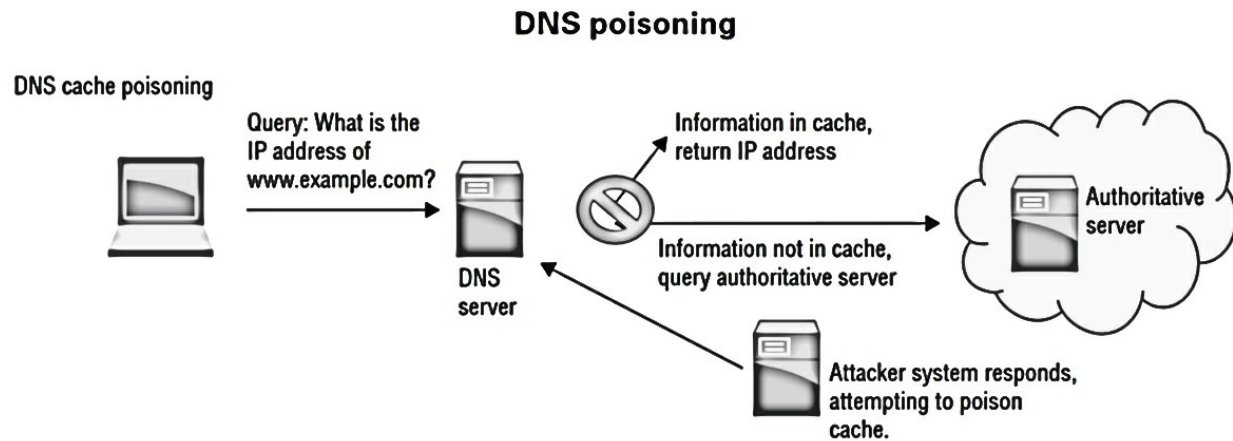 DNS poisoning
DNS cache poisoning
Query: What is the
IP address of
www.example.com?
DNS
server
Information in cache,
return IP address
Information not in cache,
query authoritative server
Authoritative
server
Attacker system responds,
attempting to poison
cache.